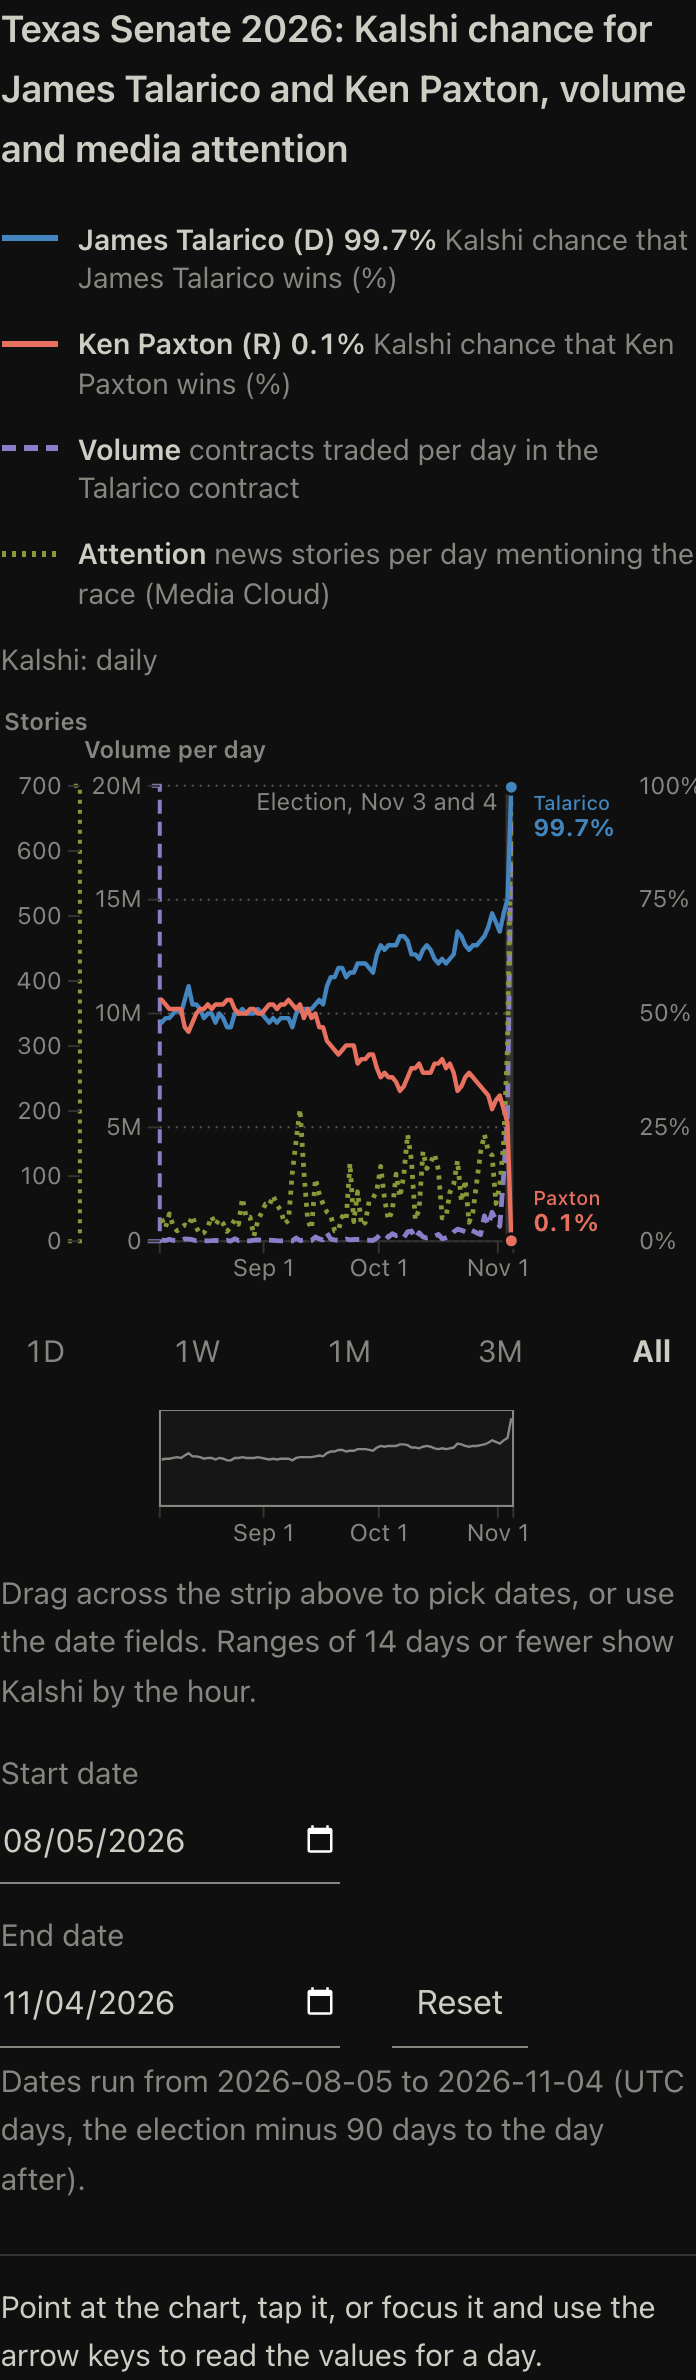 Texas Senate 2026: Kalshi chance for
James Talarico and Ken Paxton, volume
and media attention
James Talarico (D) 99.7% Kalshi chance that
James Talarico wins (%)
Ken Paxton (R) 0.1% Kalshi chance that Ken
Paxton wins (%)
Volume contracts traded per day in the
Talarico contract
Attention news stories per day mentioning the
race (Media Cloud)
Kalshi: daily
Stories
Volume per day
700 20M 100%
Election, Nov 3 and 4
Talarico
99.7%
600
15M 75%
500
400
10M 50%
300
200
5M 25%
100
Paxton
0.1%
0 0 0%
Sep 1 Oct 1 Nov 1
1D 1W 1M 3M All
Sep 1 Oct 1 Nov 1
Drag across the strip above to pick dates, or use
the date fields. Ranges of 14 days or fewer show
Kalshi by the hour.
Start date
08/05/2026
End date
11/04/2026 Reset
Dates run from 2026-08-05 to 2026-11-04 (UTC
days, the election minus 90 days to the day
after).
Point at the chart, tap it, or focus it and use the
arrow keys to read the values for a day.